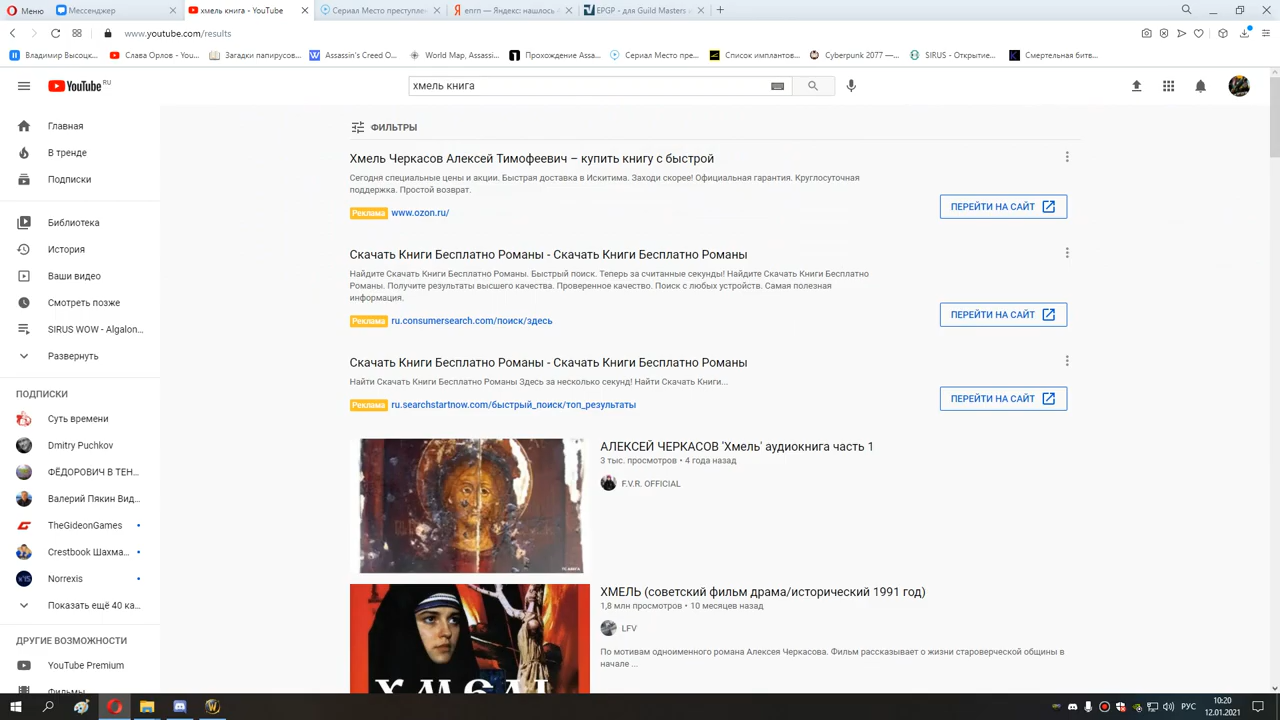 Меню
Мессенджер
хмель книга - YouTube
Сериал Место преступлен
епгп — Яндекс: нашлось
EPGP - для Guild Masters и
www.youtube.com/results
Владимир Высоцк...
Слава Орлов - You...
Загадки папирусов...
Assassin's Creed O...
World Map, Assassi...
Прохождение Assa...
Сериал Место пре...
Список имплантов...
Cyberpunk 2077 —...
SIRUS - Открытие...
Смертельная битв...
YouTube RU
хмель книга
Главная
В тренде
Подписки
Библиотека
История
Ваши видео
Смотреть позже
SIRUS WOW - Algalon...
Развернуть
ПОДПИСКИ
Суть времени
Dmitry Puchkov
ФЁДОРОВИЧ В ТЕН...
Валерий Пякин Вид...
TheGideonGames
Crestbook Шахма...
Norrexis
Показать ещё 40 ка...
ДРУГИЕ ВОЗМОЖНОСТИ
YouTube Premium
Фильмы
ФИЛЬТРЫ
Хмель Черкасов Алексей Тимофеевич – купить книгу с быстрой
Сегодня специальные цены и акции. Быстрая доставка в Искитима. Заходи скорее! Официальная гарантия. Круглосуточная
поддержка. Простой возврат.
Реклама www.ozon.ru/
ПЕРЕЙТИ НА САЙТ
Скачать Книги Бесплатно Романы - Скачать Книги Бесплатно Романы
Найдите Скачать Книги Бесплатно Романы. Быстрый поиск. Теперь за считанные секунды! Найдите Скачать Книги Бесплатно
Романы. Получите результаты высшего качества. Проверенное качество. Поиск с любых устройств. Самая полезная
информация.
Реклама ru.consumersearch.com/поиск/здесь
ПЕРЕЙТИ НА САЙТ
Скачать Книги Бесплатно Романы - Скачать Книги Бесплатно Романы
Найти Скачать Книги Бесплатно Романы Здесь за несколько секунд! Найти Скачать Книги...
Реклама ru.searchstartnow.com/быстрый_поиск/топ_результаты
ПЕРЕЙТИ НА САЙТ
АЛЕКСЕЙ ЧЕРКАСОВ 'Хмель' аудиокнига часть 1
3 тыс. просмотров • 4 года назад
F.V.R. OFFICIAL
ХМЕЛЬ (советский фильм драма/исторический 1991 год)
1,8 млн просмотров • 10 месяцев назад
LFV
По мотивам одноименного романа Алексея Черкасова. Фильм рассказывает о жизни староверческой общины в
начале ...
ХМЕЛЬ
РУС
10:20
12.01.2021